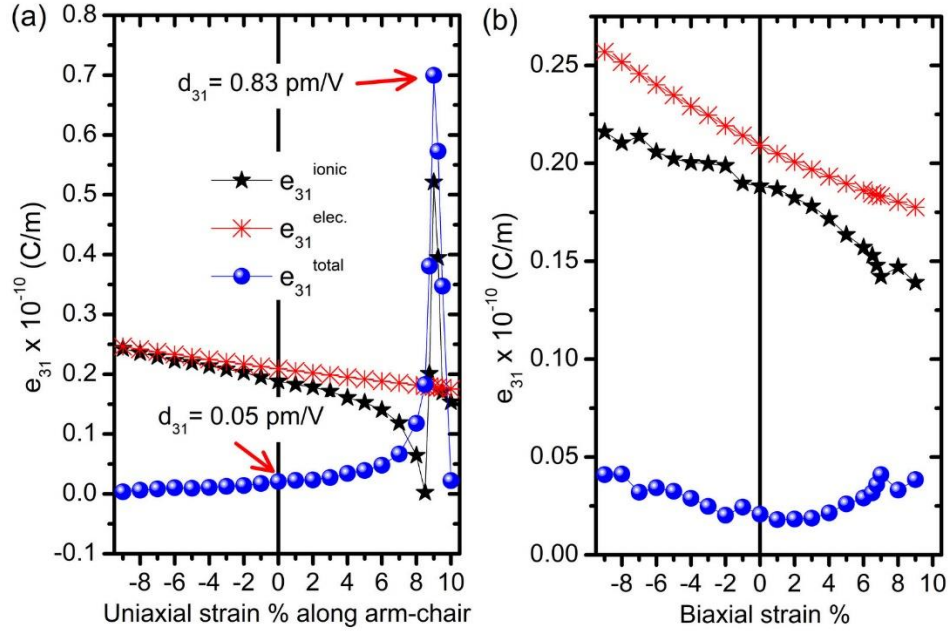 (a)
0.8
0.7
0.6
0.5
0.4
0.3
0.2
0.1
0.0
-0.1
e31 x 10-10 (C/m)
d31 = 0.83 pm/V
e31 ionic
e31 elec.
e31 total
d31 = 0.05 pm/V
-8 -6 -4 -2 0 2 4 6 8 10
Uniaxial strain % along arm-chair
(b)
0.25
0.20
0.15
0.10
0.05
0.00
e31 x 10-10 (C/m)
-8 -6 -4 -2 0 2 4 6 8 10
Biaxial strain %